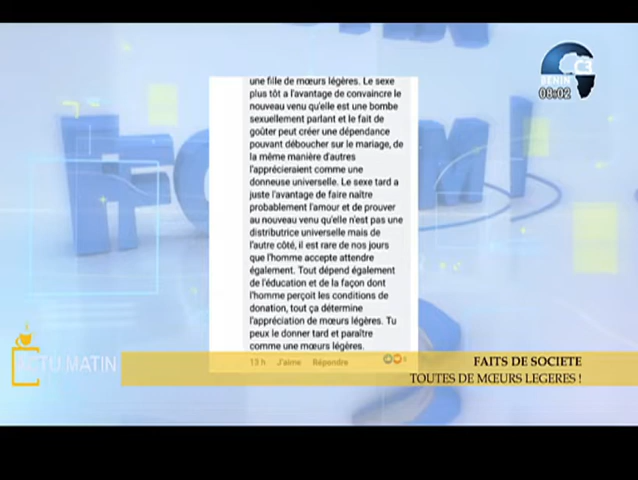 BENIN
C3
08:02
une fille de mœurs légères. Le sexe
plus tôt a l'avantage de convaincre le
nouveau venu qu'elle est une bombe
sexuellement parlant et le fait de
goûter peut créer une dépendance
pouvant déboucher sur le mariage, de
la même manière d'autres
l'apprécieraient comme une
donneuse universelle. Le sexe tard a
juste l'avantage de faire naître
probablement l'amour et de prouver
au nouveau venu qu'elle n'est pas une
distributrice universelle mais de
l'autre côté, il est rare de nos jours
que l'homme accepte attendre
également. Tout dépend également
de l'éducation et de la façon dont
l'homme perçoit les conditions de
donation, tout ça détermine
l'appréciation de mœurs légères. Tu
peux le donner tard et paraître
comme une mœurs légères.
13 h J'aime Répondre
ACTU MATIN
FAITS DE SOCIETE
TOUTES DE MŒURS LEGERES !